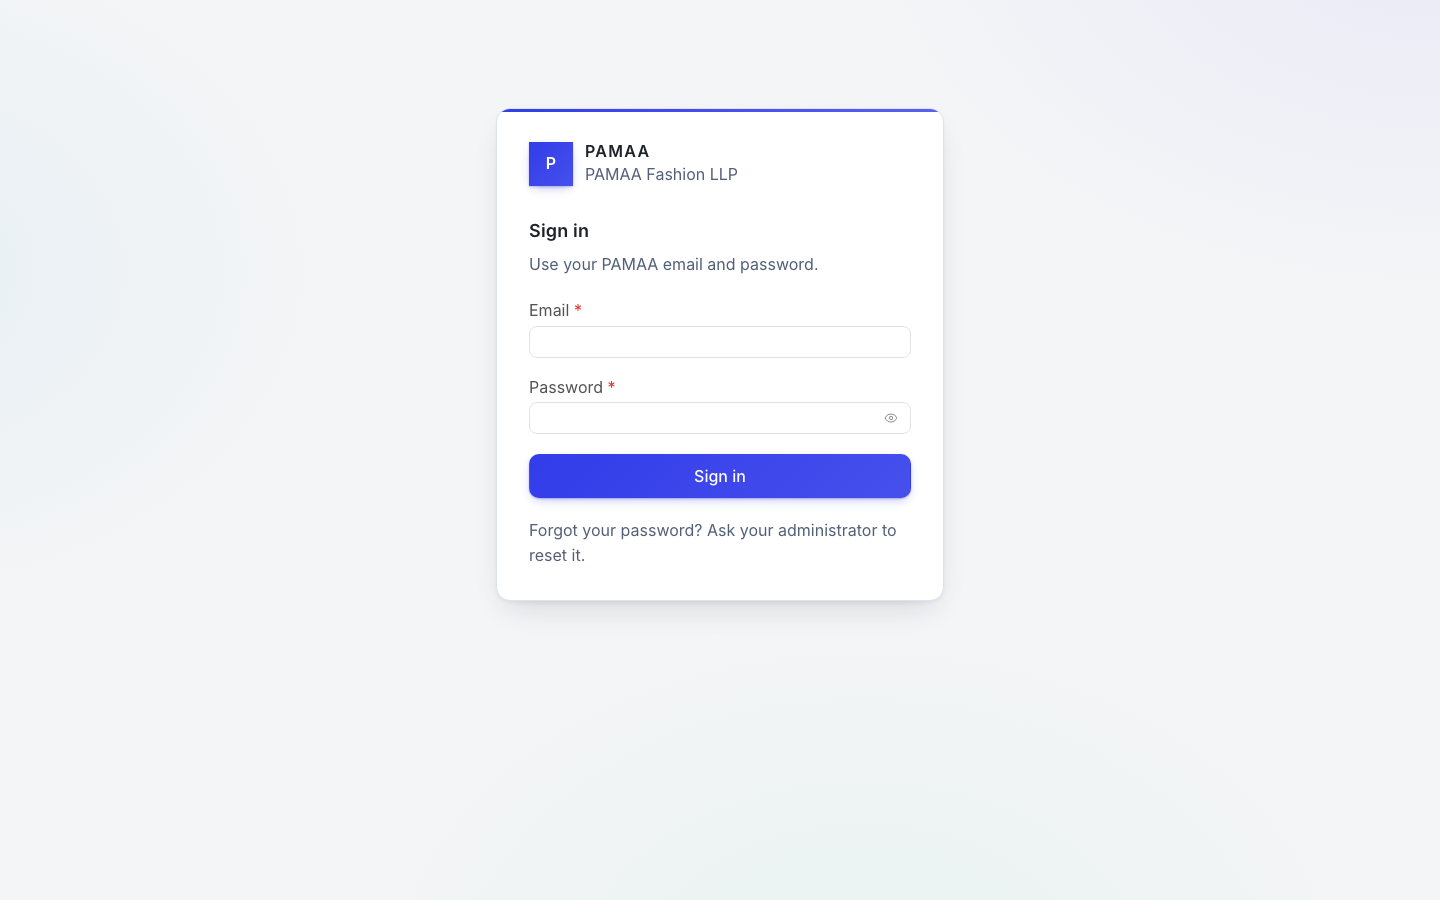 P
PAMAA
PAMAA Fashion LLP
Sign in
Use your PAMAA email and password.
Email *
Password *
Sign in
Forgot your password? Ask your administrator to
reset it.